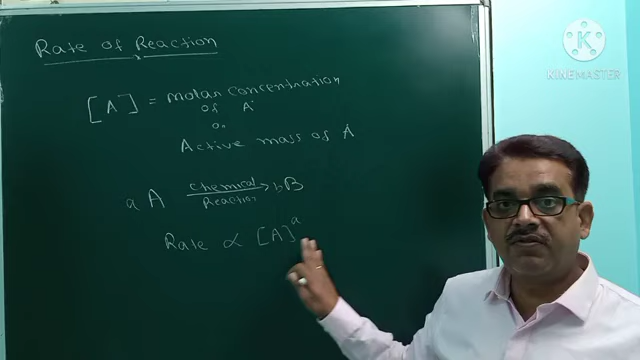 Rate of Reaction
[A] = molar concentration
of A
or
Active mass of A
a A Chemical Reaction → b B
Rate ∝ [A]ᵃ
KINEMASTER